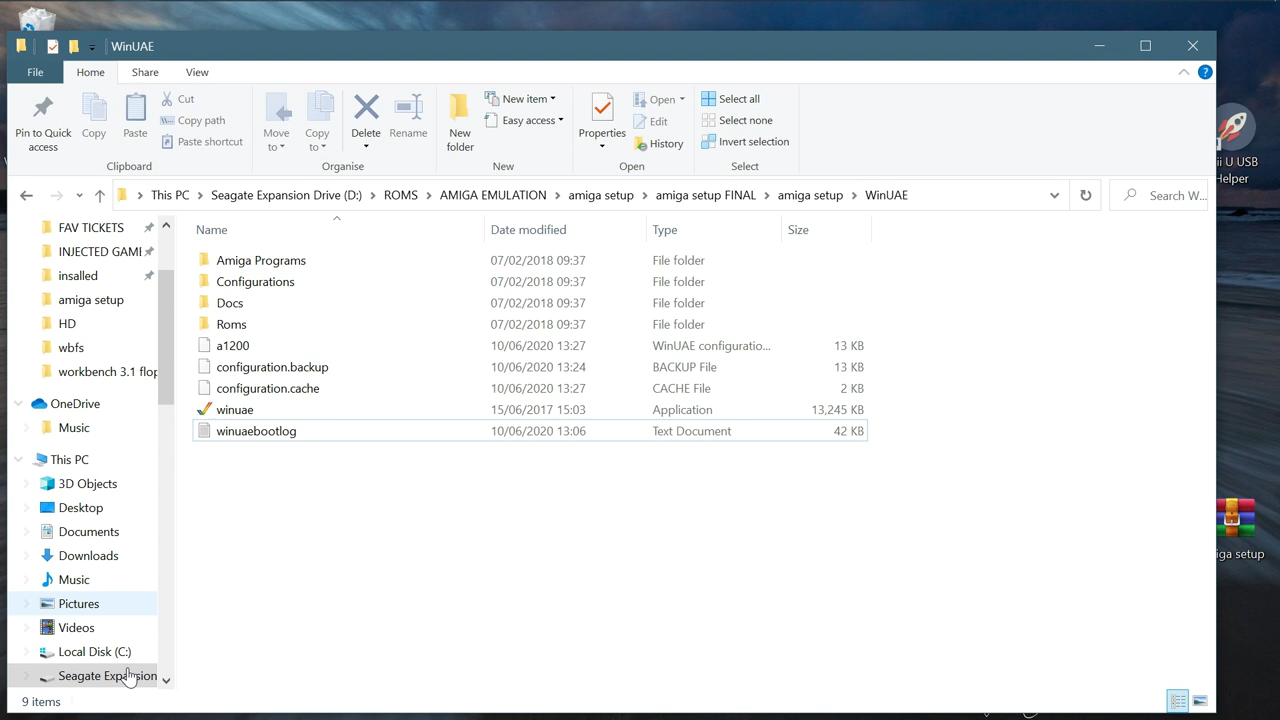 WinUAE
File Home Share View
Pin to Quick access
Copy
Paste
Cut
Copy path
Paste shortcut
Clipboard
Move to
Copy to
Delete
Rename
Organise
New folder
New item
Easy access
New
Properties
Open
Edit
History
Open
Select all
Select none
Invert selection
Select
This PC > Seagate Expansion Drive (D:) > ROMS > AMIGA EMULATION > amiga setup > amiga setup FINAL > amiga setup > WinUAE
Search W...
FAV TICKETS
INJECTED GAMI
insalled
amiga setup
HD
wbfs
workbench 3.1 flop
OneDrive
Music
This PC
3D Objects
Desktop
Documents
Downloads
Music
Pictures
Videos
Local Disk (C:)
Seagate Expansion
Name Date modified Type Size
Amiga Programs 07/02/2018 09:37 File folder
Configurations 07/02/2018 09:37 File folder
Docs 07/02/2018 09:37 File folder
Roms 07/02/2018 09:37 File folder
a1200 10/06/2020 13:27 WinUAE configuratio... 13 KB
configuration.backup 10/06/2020 13:24 BACKUP File 13 KB
configuration.cache 10/06/2020 13:27 CACHE File 2 KB
winuae 15/06/2017 15:03 Application 13,245 KB
winuaebootlog 10/06/2020 13:06 Text Document 42 KB
9 items
ii U USB
Helper
iga setup